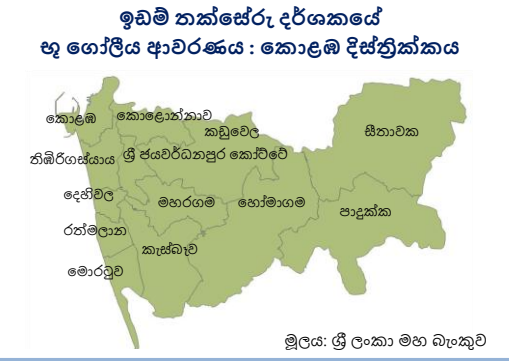 ඉඩම් තක්සේරු දර්ශකයේ
භූ ගෝලීය ආවරණය : කොළඹ දිස්ත්‍රික්කය
කොළඹ
කොළොන්නාව
කඩුවෙල
සීතාවක
තිඹිරිගස්යාය
ශ්‍රී ජයවර්ධනපුර කෝට්ටේ
දෙහිවල
මහරගම
හෝමාගම
පාදුක්ක
රත්මලාන
කැස්බෑව
මොරටුව
මූලය: ශ්‍රී ලංකා මහ බැංකුව